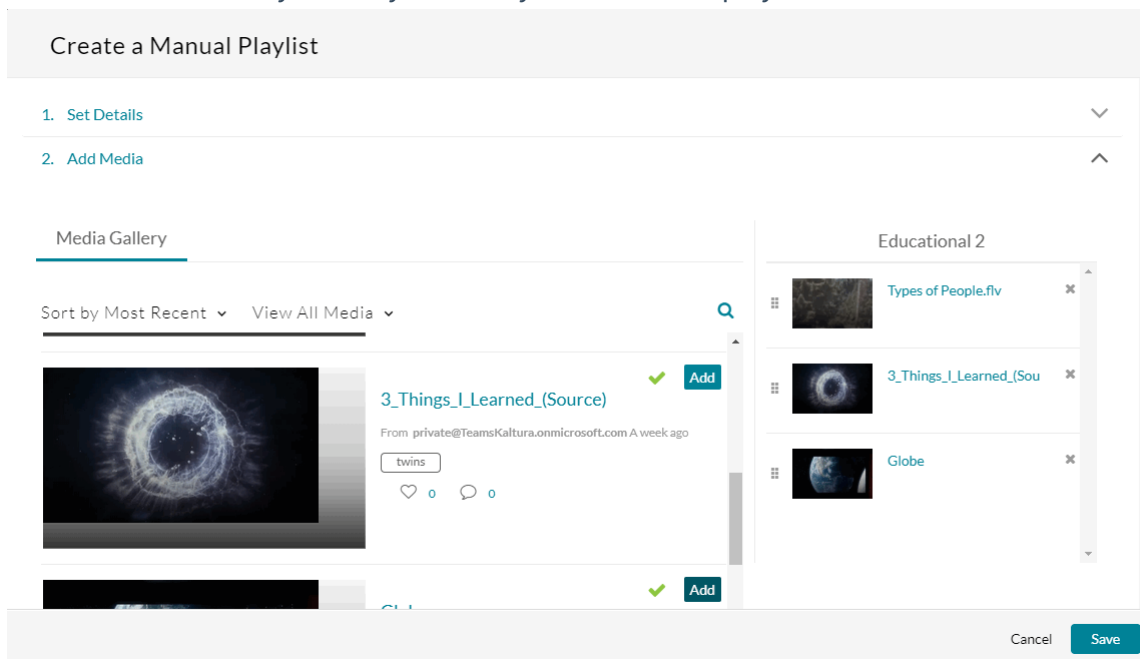 Create a Manual Playlist
1. Set Details
2. Add Media
Media Gallery
Sort by Most Recent View All Media
Add
3_Things_I_Learned_(Source)
From private@TeamsKaltura.onmicrosoft.com A week ago
twins
0 0
Add
Educational 2
Types of People.flv
3_Things_I_Learned_(Sou
Globe
Cancel Save